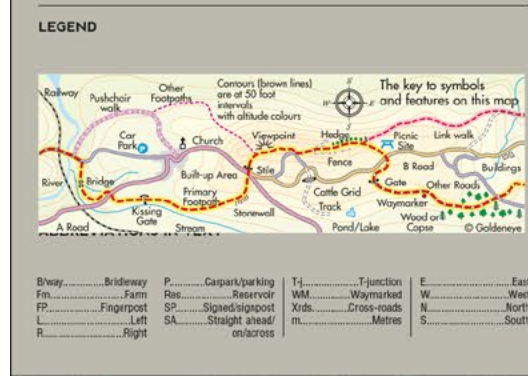 LEGEND
Railway
Pushchair
walk
Other
Footpaths
Contours (brown lines)
are at 50 foot
intervals
with altitude colours
N
W
E
S
The key to symbols
and features on this map
Car
Park
P
Church
Viewpoint
Hedge
Picnic
Site
Link walk
River
Bridge
Built-up Area
Stile
Fence
B Road
Buildings
Primary
Footpath
Cattle Grid
Gate
Other Roads
Track
Waymarker
Kissing
Gate
Stonewall
Wood or
Copse
A Road
Stream
Pond/Lake
© Goldeneye
ABBREVIATIONS IN TEXT
B/way..............Bridleway
Fm......................Farm
FP................Fingerpost
L..........................Left
R........................Right
P............Carpark/parking
Res................Reservoir
SP.......Signed/signpost
SA.........Straight ahead/
on/across
T-j..................T-junction
WM.............Waymarked
Xrds..........Cross-roads
m.....................Metres
E..........................East
W........................West
N.......................North
S.......................South